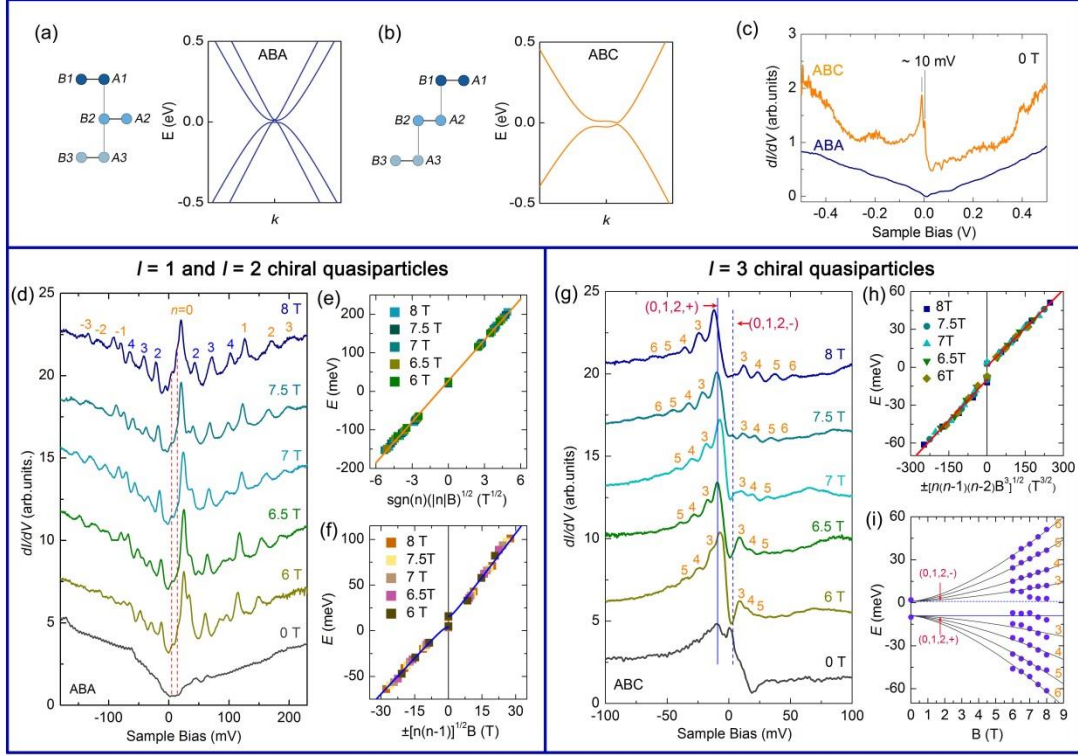 (a)
ABA
B1 A1
B2 A2
B3 A3
E (eV)
0.5
0.0
-0.5
k
(b)
ABC
B1 A1
B2 A2
B3 A3
E (eV)
0.5
0.0
-0.5
k
(c)
dI/dV (arb.units)
3
2
1
0
ABC
ABA
~ 10 mV
0 T
-0.4 -0.2 0.0 0.2 0.4
Sample Bias (V)
l = 1 and l = 2 chiral quasiparticles
(d)
dI/dV (arb.units.)
25
20
15
10
5
0
n=0
-3 -2 -1 1 2 3
4 3 2 2 3 4
8 T
7.5 T
7 T
6.5 T
6 T
0 T
ABA
-100 0 100 200
Sample Bias (mV)
(e)
E (meV)
200
100
0
-100
-200
8 T
7.5 T
7 T
6.5 T
6 T
-6 -4 -2 0 2 4 6
sgn(n)(|n|B)1/2 (T1/2)
(f)
E (meV)
100
50
0
-50
8 T
7.5T
7 T
6.5T
6 T
-30 -15 0 15 30
±[n(n-1)]1/2B (T)
l = 3 chiral quasiparticles
(g)
dI/dV (arb.units)
25
20
15
10
5
0
(0,1,2,+)
(0,1,2,-)
6 5 4 3 3 4 5 6
8 T
6 5 4 3 3 4 5 6
7.5 T
5 4 3 3 4 5
7 T
5 4 3 3 4 5
6.5 T
5 4 3 3 4 5
6 T
0 T
ABC
-100 -50 0 50 100
Sample Bias (mV)
(h)
E (meV)
60
30
0
-30
-60
8T
7.5T
7T
6.5T
6T
-300 -150 0 150 300
±[n(n-1)(n-2)B3]1/2 (T3/2)
(i)
E (meV)
60
30
0
0
-30
-60
(0,1,2,-)
(0,1,2,+)
6
5
4
3
3
4
5
6
0 1 2 3 4 5 6 7 8 9
B (T)